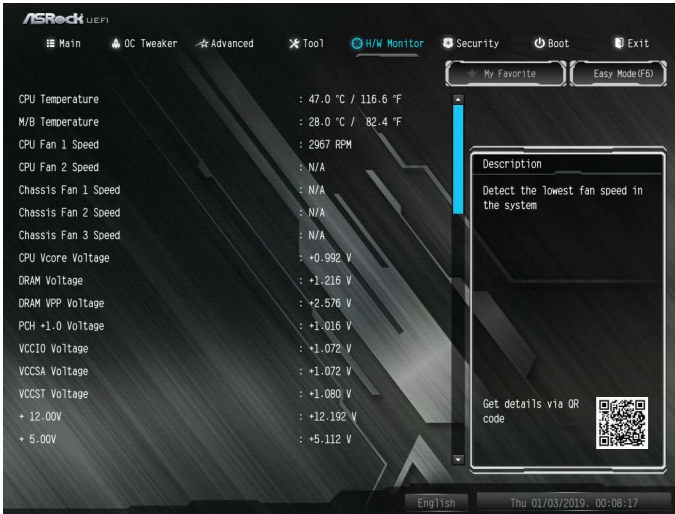 ASRock UEFI
Main OC Tweaker Advanced Tool H/W Monitor Security Boot Exit
My Favorite Easy Mode(F6)
CPU Temperature : 47.0 °C / 116.6 °F
M/B Temperature : 28.0 °C / 82.4 °F
CPU Fan 1 Speed : 2967 RPM
CPU Fan 2 Speed : N/A
Chassis Fan 1 Speed : N/A
Chassis Fan 2 Speed : N/A
Chassis Fan 3 Speed : N/A
CPU Vcore Voltage : +0.992 V
DRAM Voltage : +1.216 V
DRAM VPP Voltage : +2.576 V
PCH +1.0 Voltage : +1.016 V
VCCIO Voltage : +1.072 V
VCCSA Voltage : +1.072 V
VCCST Voltage : +1.080 V
+ 12.00V : +12.192 V
+ 5.00V : +5.112 V
Description
Detect the lowest fan speed in
the system
Get details via QR
code
English Thu 01/03/2019. 00:08:17